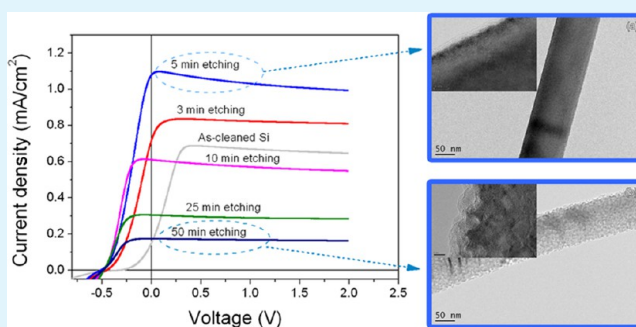 Current density (mA/cm²)
1.2
1.0
0.8
0.6
0.4
0.2
0.0
5 min etching
3 min etching
As-cleaned Si
10 min etching
25 min etching
50 min etching
-0.5
0.0
0.5
1.0
1.5
2.0
2.5
Voltage (V)
50 nm
50 nm